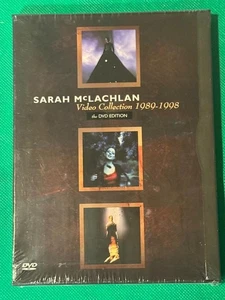 SARAH McLACHLAN
Video Collection 1989-1998
the DVD EDITION
DVD